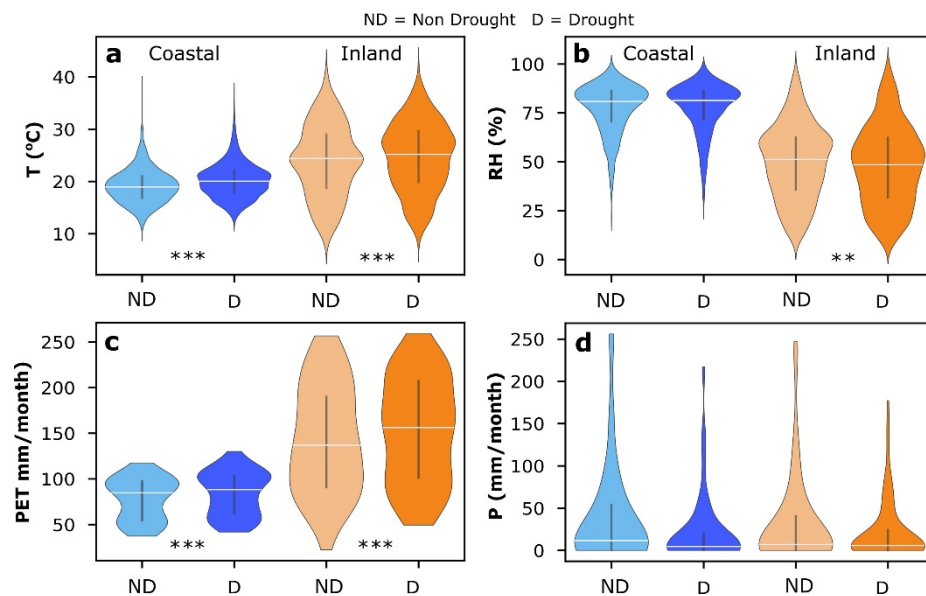 ND = Non Drought D = Drought
a Coastal Inland
b Coastal Inland
T (°C)
40
30
20
10
*** ***
ND D ND D
RH (%)
100
75
50
25
0
**
ND D ND D
c
PET mm/month)
250
200
150
100
50
*** ***
ND D ND D
d
P (mm/month)
250
200
150
100
50
0
ND D ND D